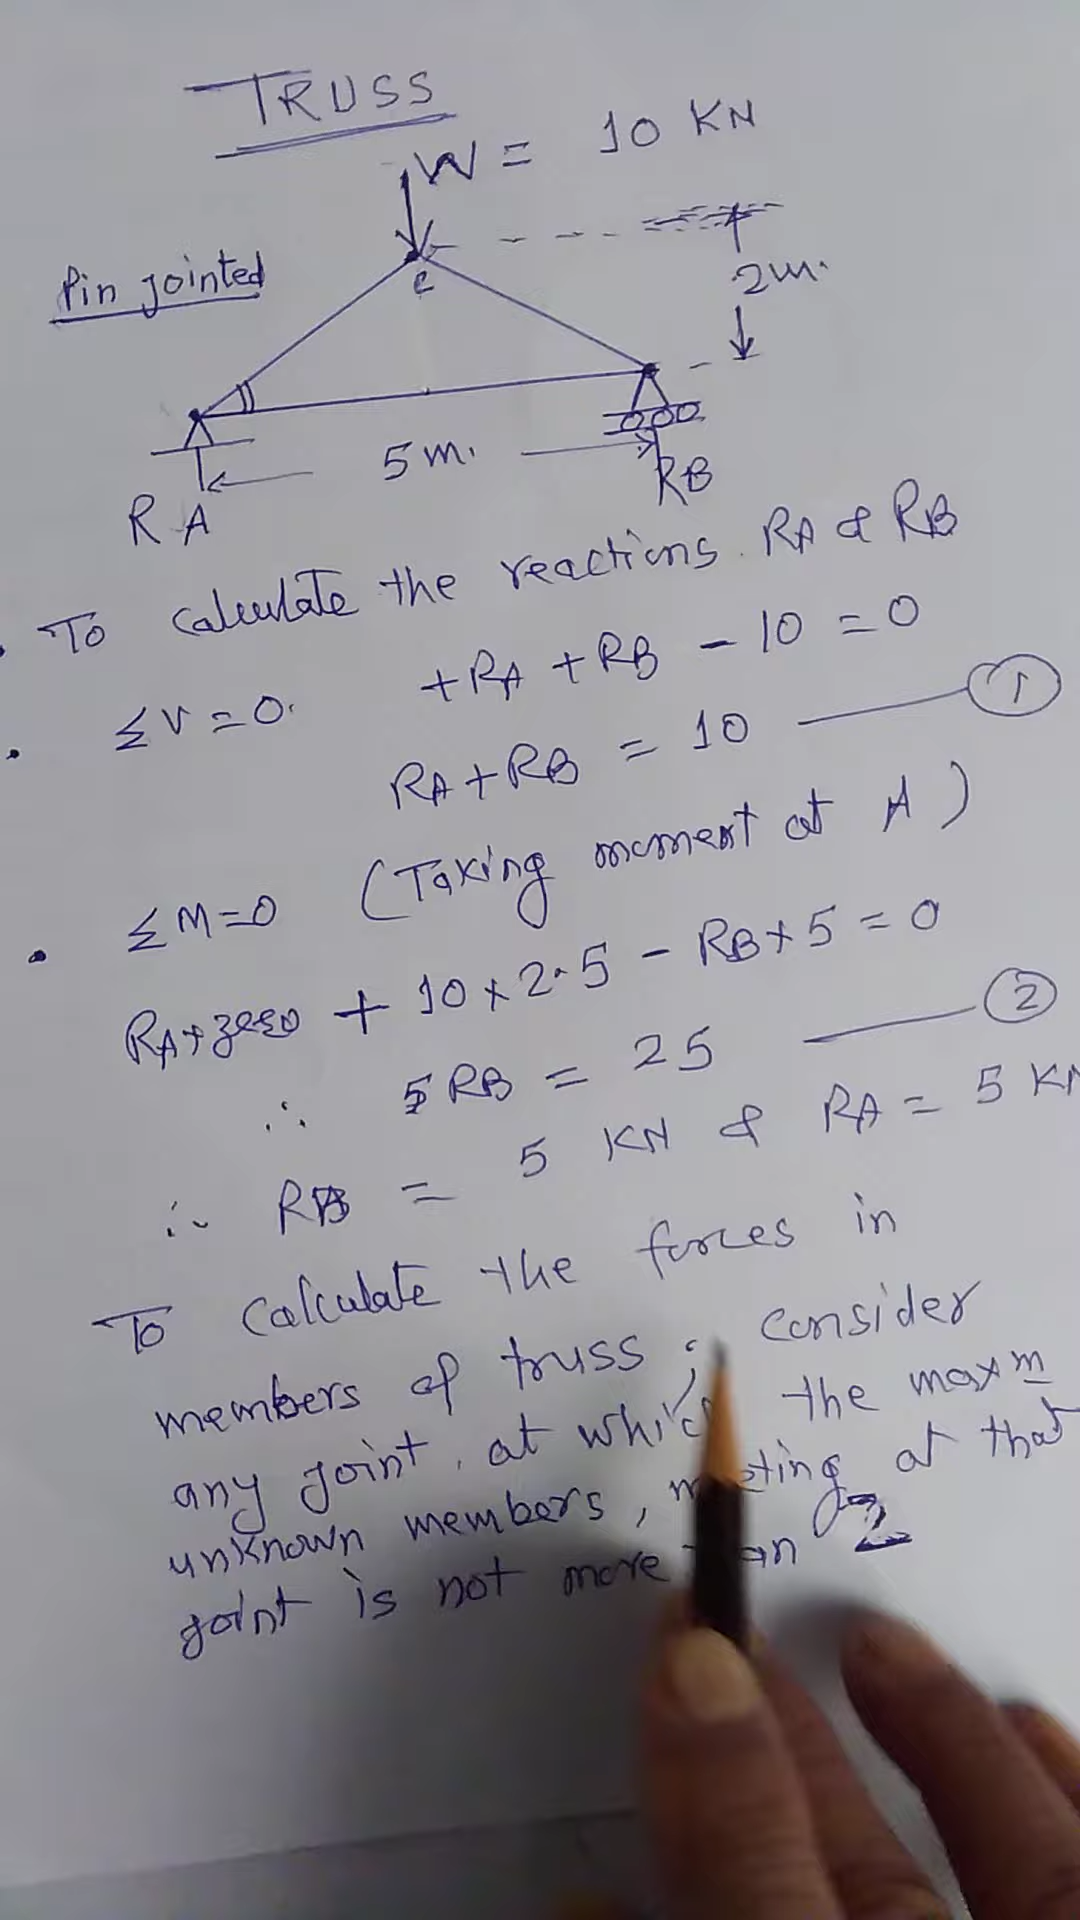 TRUSS
W = 10 KN
Pin jointed
C
2m.
5m.
RA
RB
To calculate the reactions RA & RB
ΣV=0. +RA +RB - 10 = 0
RA+RB = 10 1
ΣM=0 (Taking moment at A)
RA×zero + 10×2.5 - RB×5 = 0
∴ 5RB = 25 2
∴ RB = 5 KN & RA = 5 KN
To calculate the forces in
members of truss; consider
any joint, at which the maxm
unknown members, meeting at that
joint is not more than 2